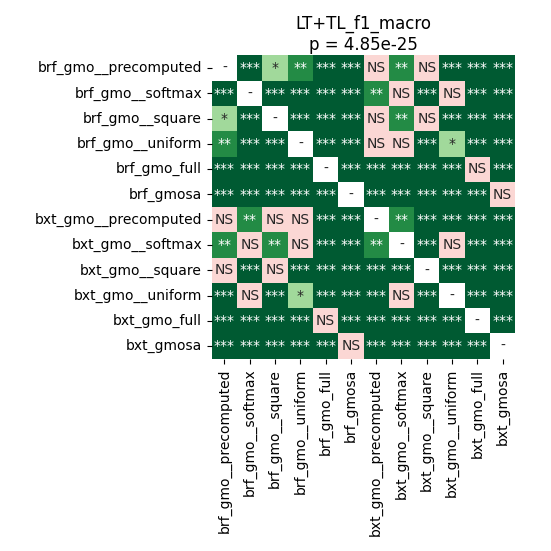 LT+TL_f1_macro
p = 4.85e-25
brf_gmo__precomputed - *** * ** *** *** NS ** NS *** *** ***
brf_gmo__softmax *** - *** *** *** *** ** NS *** NS *** ***
brf_gmo__square * *** - *** *** *** NS ** NS *** *** ***
brf_gmo__uniform ** *** *** - *** *** NS NS *** * *** ***
brf_gmo_full *** *** *** *** - *** *** *** *** *** NS ***
brf_gmosa *** *** *** *** *** - *** *** *** *** *** NS
bxt_gmo__precomputed NS ** NS NS *** *** - ** *** *** *** ***
bxt_gmo__softmax ** NS ** NS *** *** ** - *** NS *** ***
bxt_gmo__square NS *** NS *** *** *** *** *** - *** *** ***
bxt_gmo__uniform *** NS *** * *** *** *** NS *** - *** ***
bxt_gmo_full *** *** *** *** NS *** *** *** *** *** - ***
bxt_gmosa *** *** *** *** *** NS *** *** *** *** *** -
brf_gmo__precomputed
brf_gmo__softmax
brf_gmo__square
brf_gmo__uniform
brf_gmo_full
brf_gmosa
bxt_gmo__precomputed
bxt_gmo__softmax
bxt_gmo__square
bxt_gmo__uniform
bxt_gmo_full
bxt_gmosa